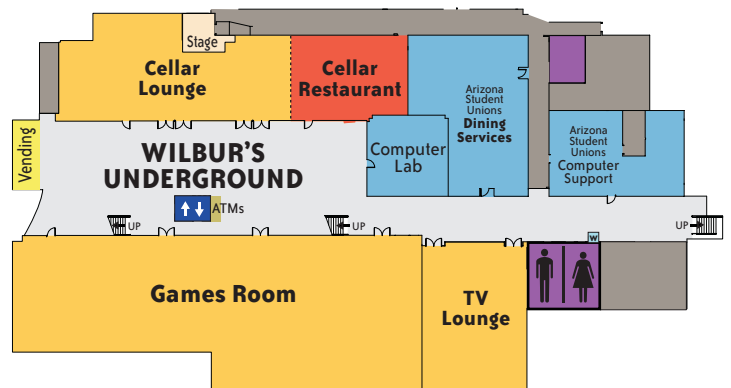 Stage
Cellar
Lounge
Cellar
Restaurant
Arizona
Student
Unions
Dining
Services
Arizona
Student
Unions
Computer
Support
Computer
Lab
Vending
WILBUR'S
UNDERGROUND
ATMs
UP
UP
UP
W
Games Room
TV
Lounge